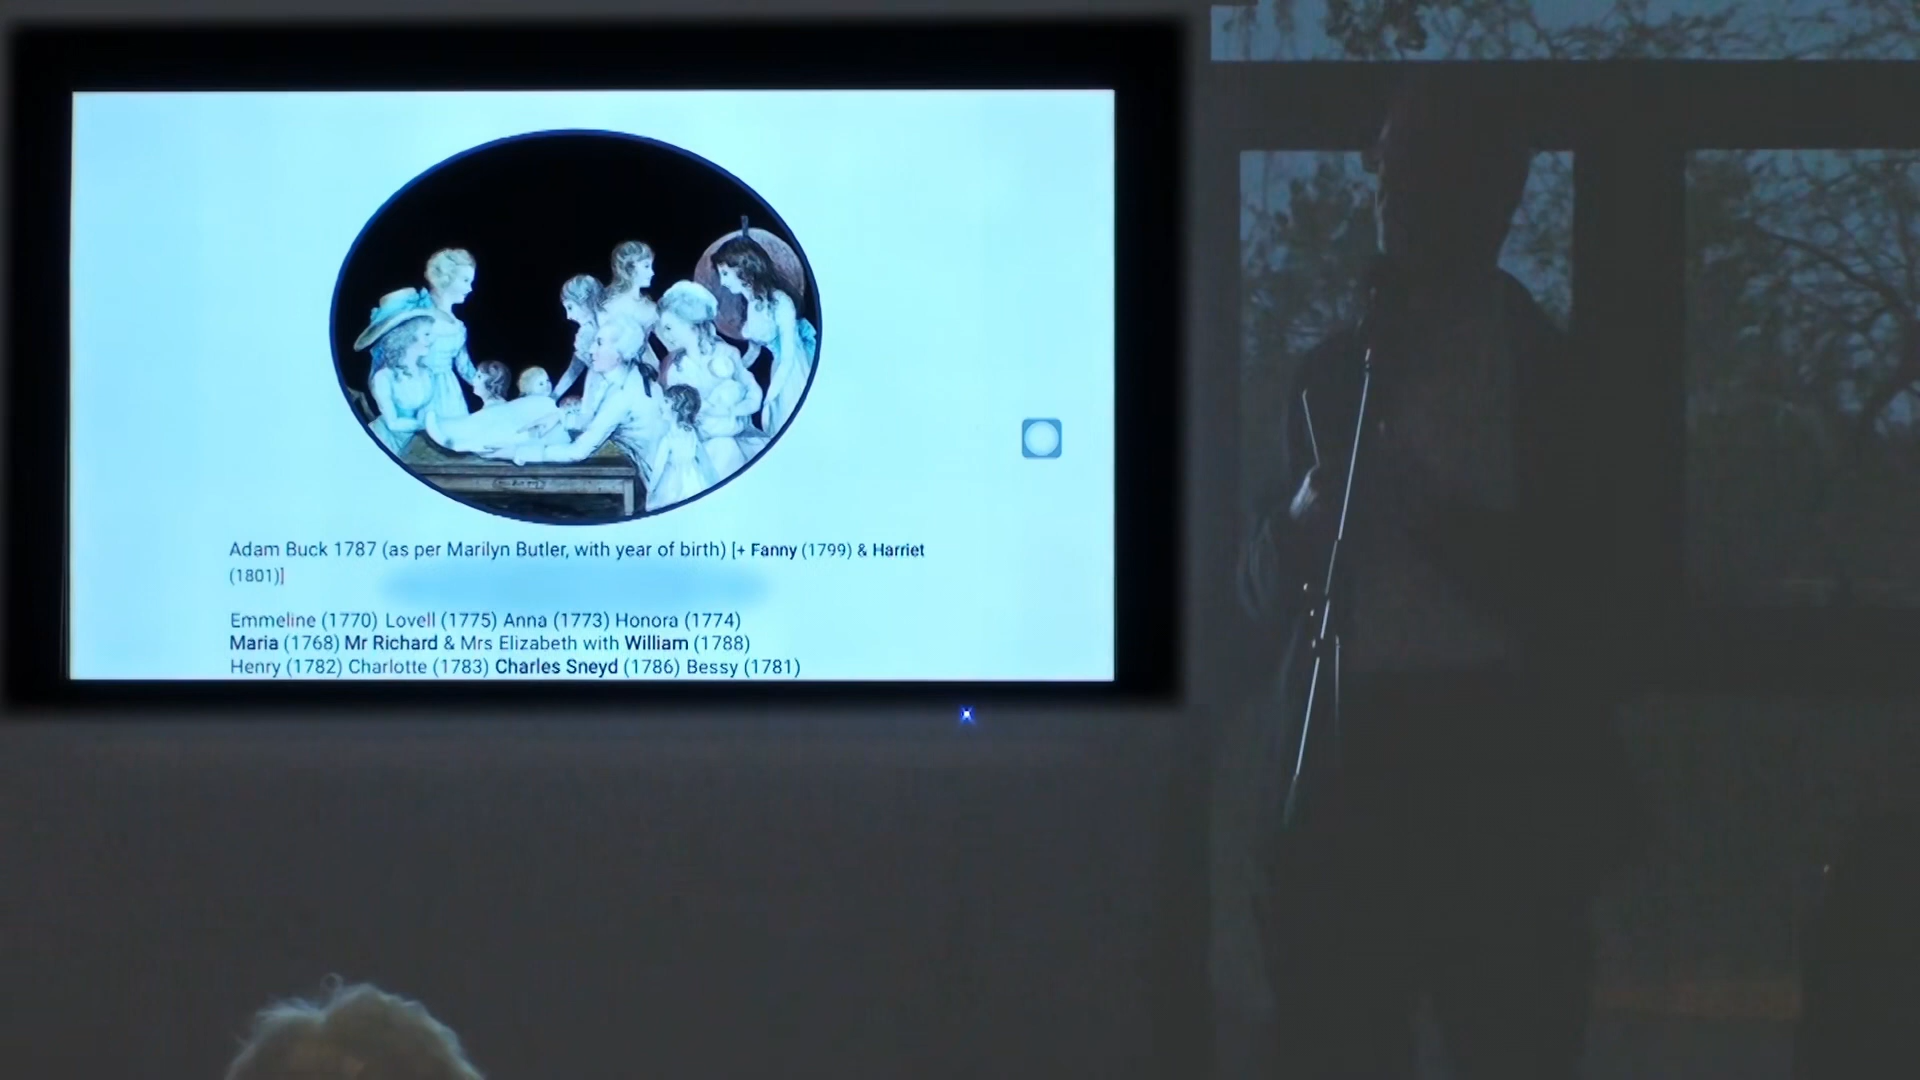 Adam Buck 1787 (as per Marilyn Butler, with year of birth) [+ Fanny (1799) & Harriet
(1801)]
Emmeline (1770) Lovell (1775) Anna (1773) Honora (1774)
Maria (1768) Mr Richard & Mrs Elizabeth with William (1788)
Henry (1782) Charlotte (1783) Charles Sneyd (1786) Bessy (1781)